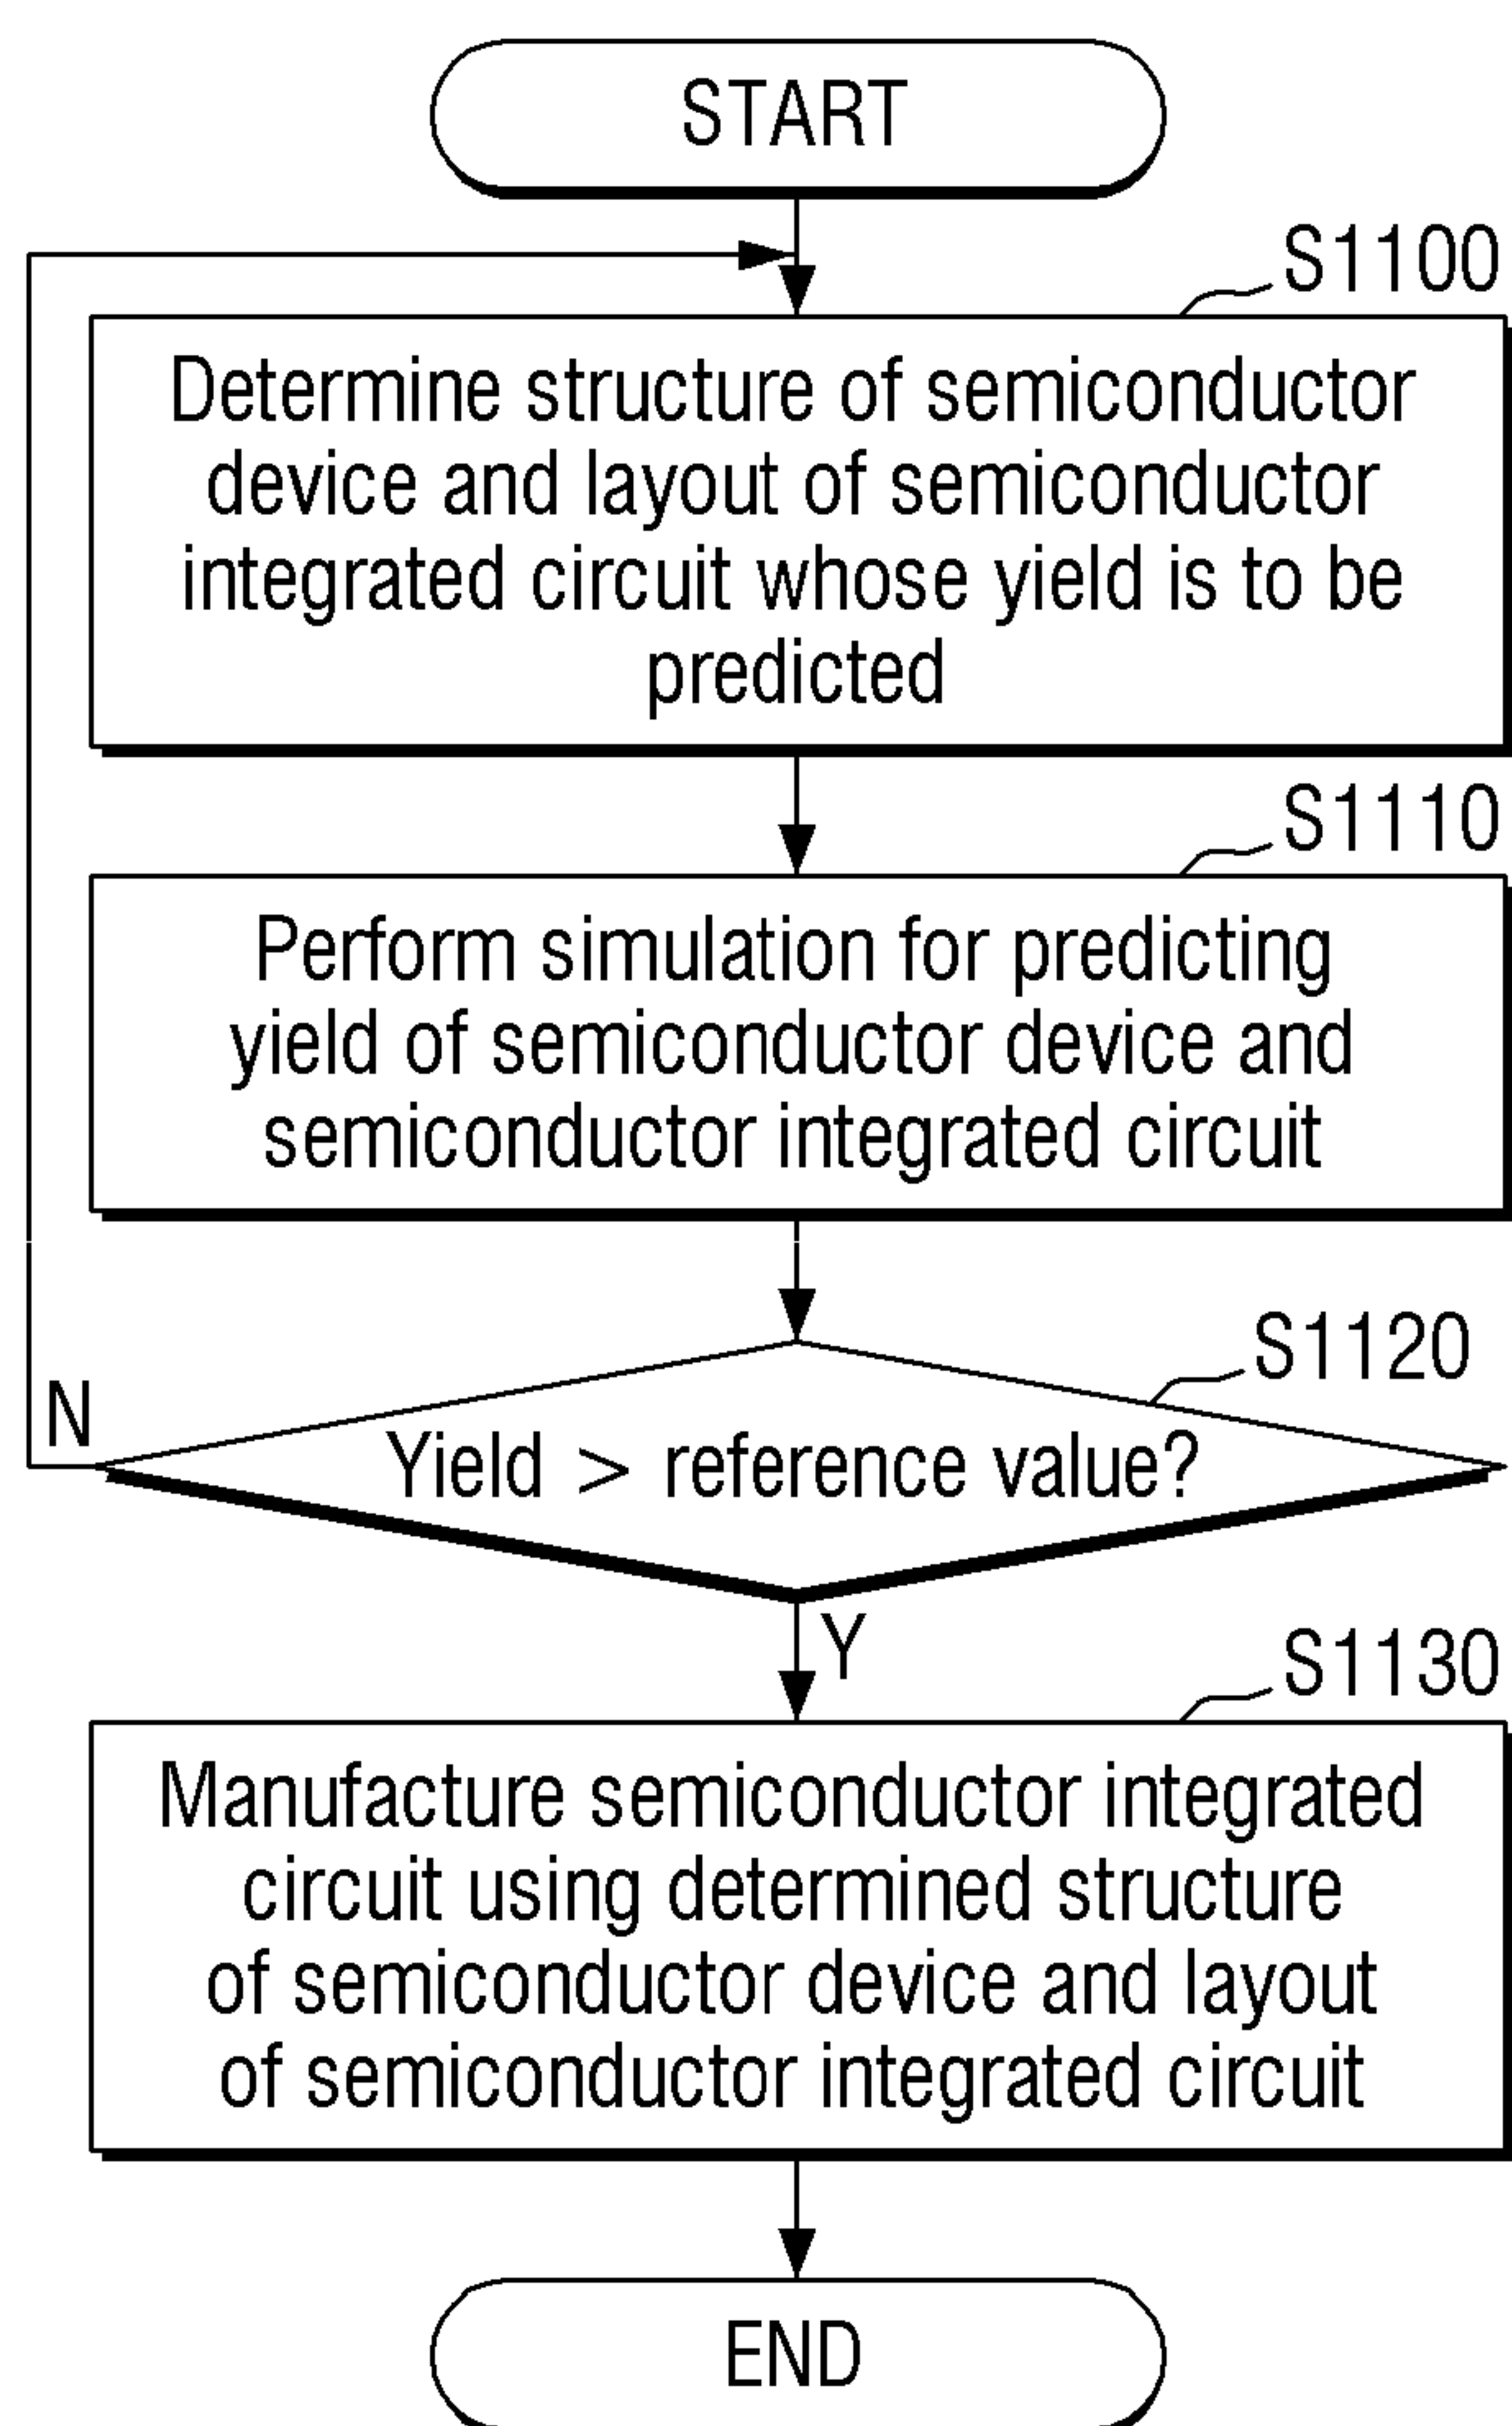 START
S1100
Determine structure of semiconductor
device and layout of semiconductor
integrated circuit whose yield is to be
predicted
S1110
Perform simulation for predicting
yield of semiconductor device and
semiconductor integrated circuit
S1120
N
Yield > reference value?
Y
S1130
Manufacture semiconductor integrated
circuit using determined structure
of semiconductor device and layout
of semiconductor integrated circuit
END